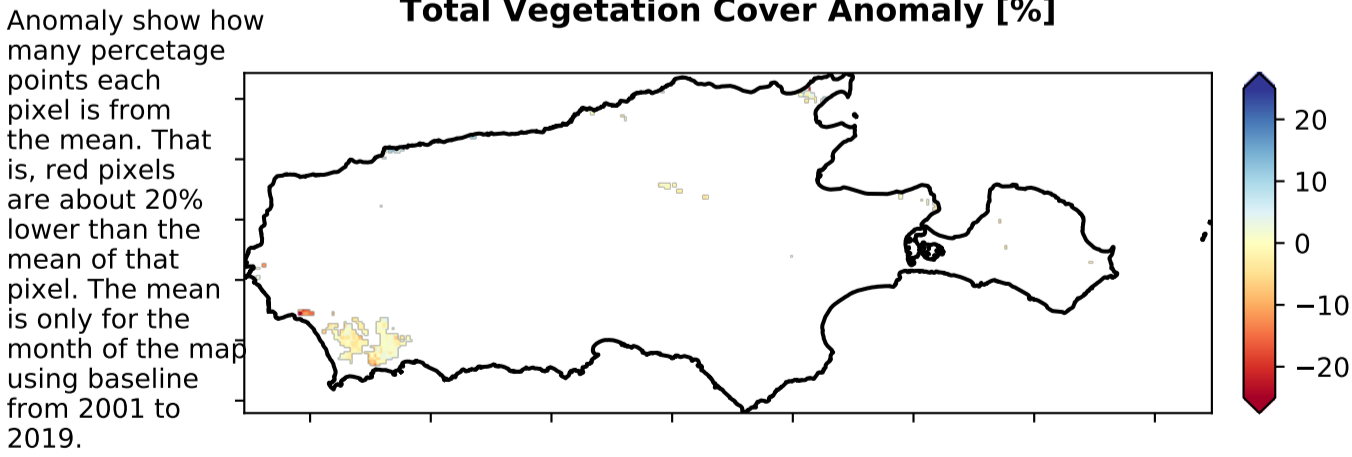 Total Vegetation Cover Anomaly [%]
Anomaly show how
many percetage
points each
pixel is from
the mean. That
is, red pixels
are about 20%
lower than the
mean of that
pixel. The mean
is only for the
month of the map
using baseline
from 2001 to
2019.
20
10
0
−10
−20